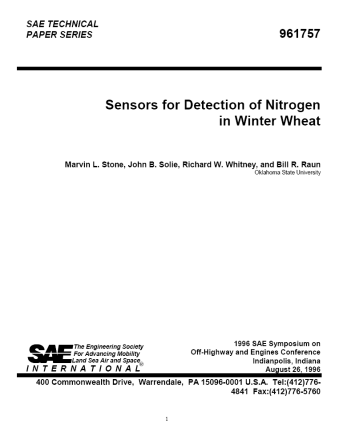 SAE TECHNICAL
PAPER SERIES
961757
Sensors for Detection of Nitrogen
in Winter Wheat
Marvin L. Stone, John B. Solie, Richard W. Whitney, and Bill R. Raun
Oklahoma State University
SAE
The Engineering Society
For Advancing Mobility
Land Sea Air and Space®
INTERNATIONAL
1996 SAE Symposium on
Off-Highway and Engines Conference
Indianpolis, Indiana
August 26, 1996
400 Commonwealth Drive, Warrendale, PA 15096-0001 U.S.A. Tel:(412)776-
4841 Fax:(412)776-5760
1